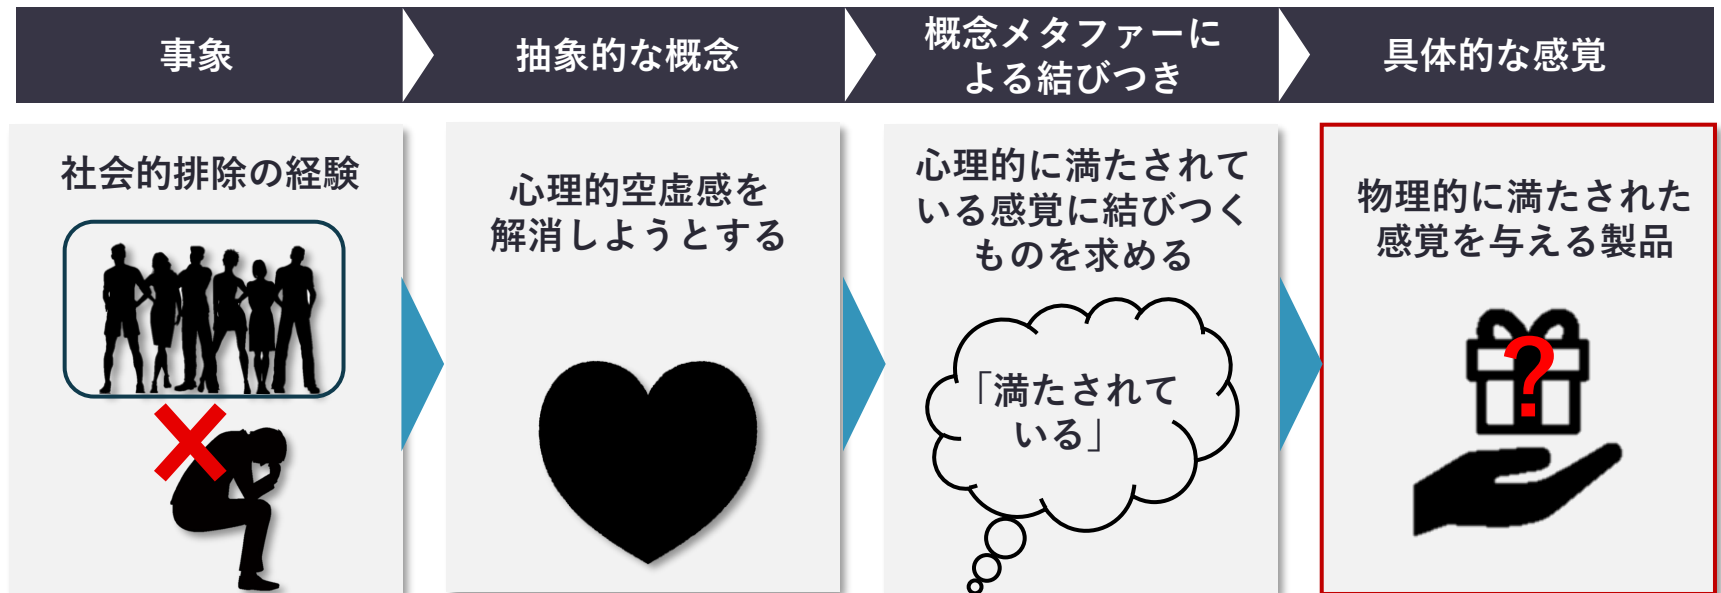 事象
抽象的な概念
概念メタファーに
よる結びつき
具体的な感覚
社会的排除の経験
心理的空虚感を
解消しようとする
心理的に満たされて
いる感覚に結びつく
ものを求める
「満たされて
いる」
物理的に満たされた
感覚を与える製品
?